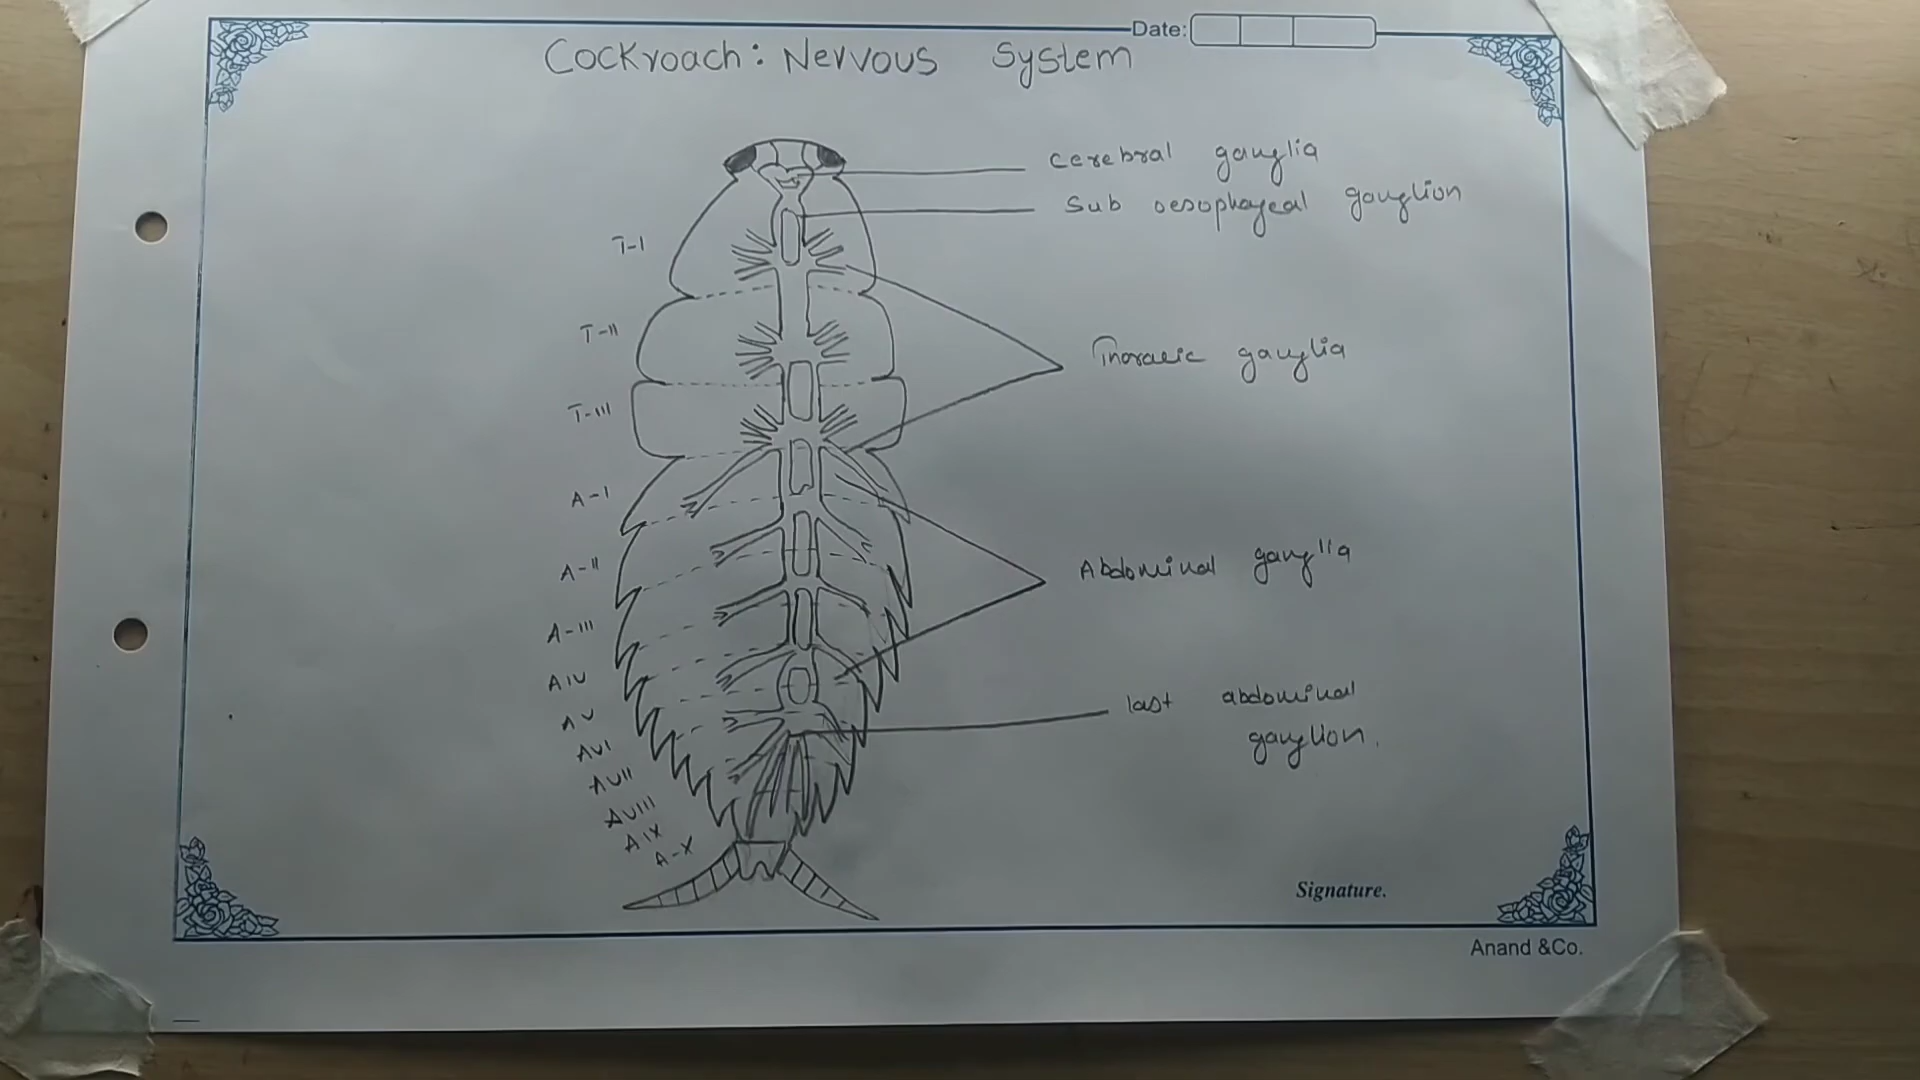 Date:
Cockroach: Nervous System
cerebral ganglia
Sub oesophageal ganglion
T-I
T-II
Thoracic ganglia
T-III
A-I
A-II
Abdominal ganglia
A-III
A IV
last abdominal
A V
ganglion.
A VI
A VII
A VIII
A IX
A-X
Signature.
Anand &Co.